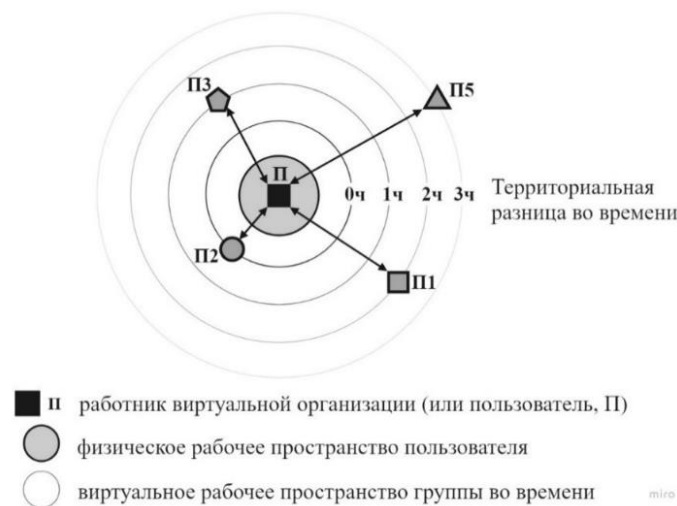 П3
П5
П
0ч 1ч 2ч 3ч
Территориальная
разница во времени
П2
П1
П работник виртуальной организации (или пользователь, П)
физическое рабочее пространство пользователя
виртуальное рабочее пространство группы во времени
miro